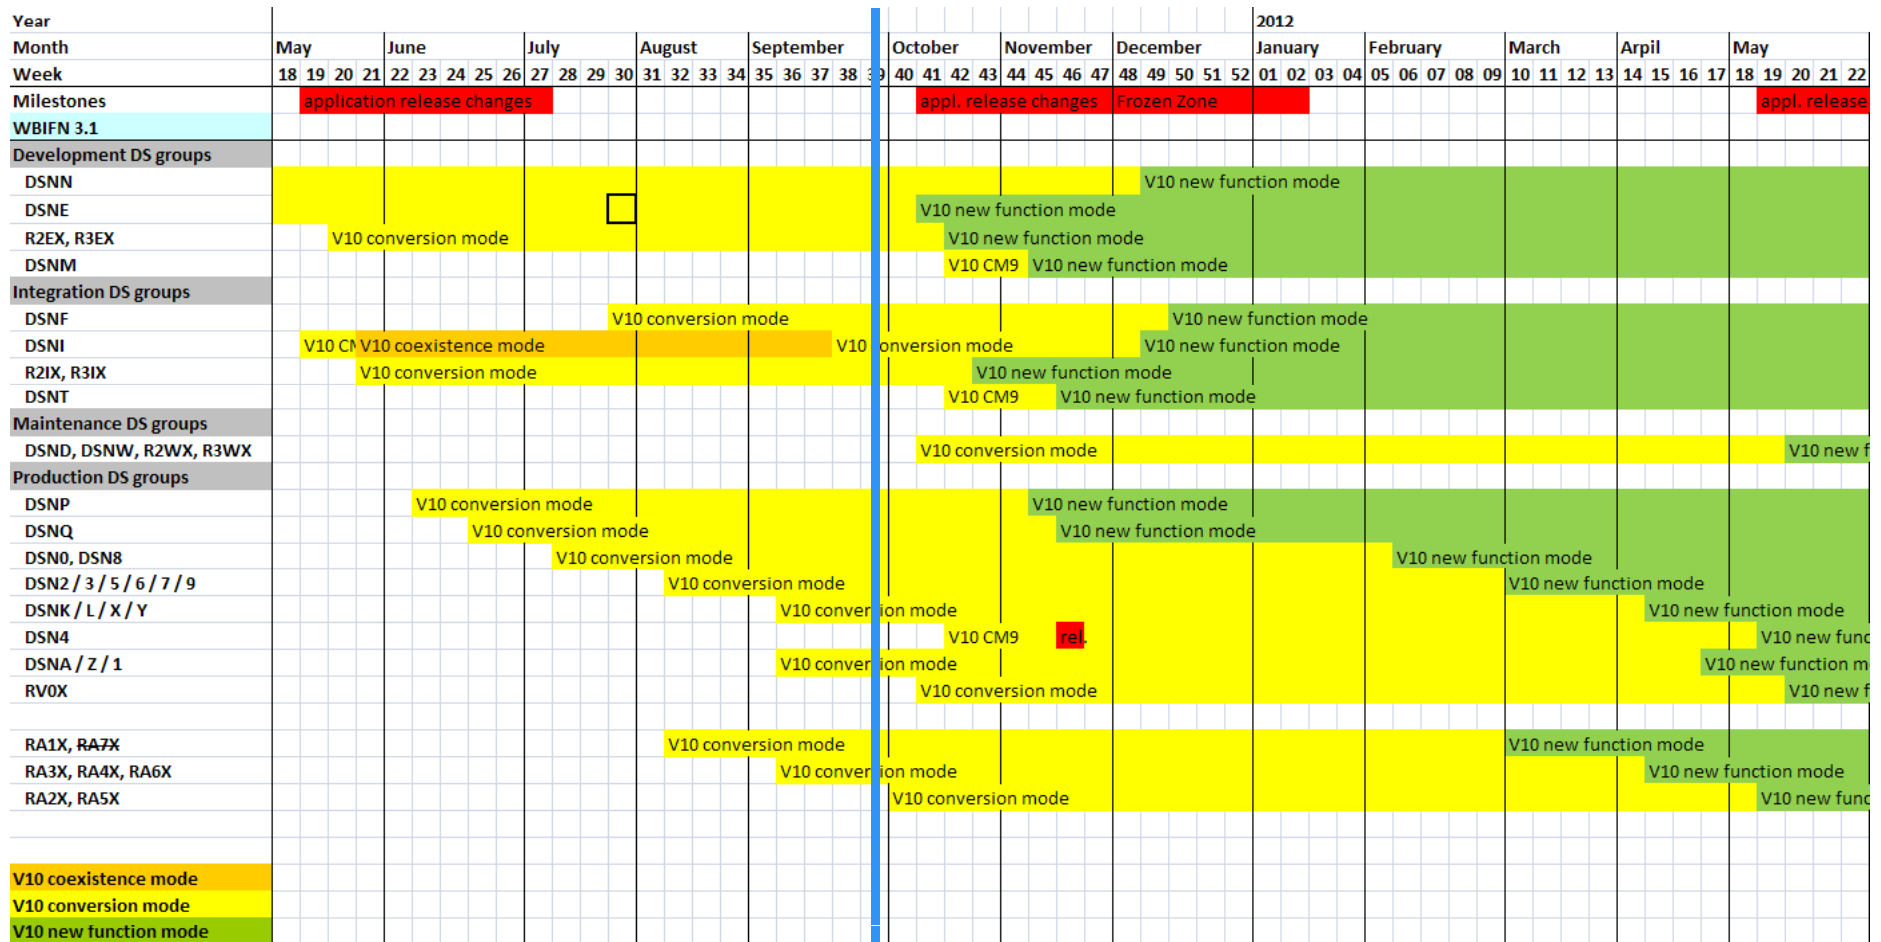 Year 2012
Month May June July August September October November December January February March Arpil May
Week 18 19 20 21 22 23 24 25 26 27 28 29 30 31 32 33 34 35 36 37 38 39 40 41 42 43 44 45 46 47 48 49 50 51 52 01 02 03 04 05 06 07 08 09 10 11 12 13 14 15 16 17 18 19 20 21 22
Milestones application release changes appl. release changes Frozen Zone appl. release
WBIFN 3.1
Development DS groups
DSNN V10 new function mode
DSNE V10 new function mode
R2EX, R3EX V10 conversion mode V10 new function mode
DSNM V10 CM9 V10 new function mode
Integration DS groups
DSNF V10 conversion mode V10 new function mode
DSNI V10 CM V10 coexistence mode V10 conversion mode V10 new function mode
R2IX, R3IX V10 conversion mode V10 new function mode
DSNT V10 CM9 V10 new function mode
Maintenance DS groups
DSND, DSNW, R2WX, R3WX V10 conversion mode V10 new f
Production DS groups
DSNP V10 conversion mode V10 new function mode
DSNQ V10 conversion mode V10 new function mode
DSN0, DSN8 V10 conversion mode V10 new function mode
DSN2 / 3 / 5 / 6 / 7 / 9 V10 conversion mode V10 new function mode
DSNK / L / X / Y V10 conversion mode V10 new function mode
DSN4 V10 CM9 rel. V10 new func
DSNA / Z / 1 V10 conversion mode V10 new function m
RV0X V10 conversion mode V10 new f
RA1X, RA7X V10 conversion mode V10 new function mode
RA3X, RA4X, RA6X V10 conversion mode V10 new function mode
RA2X, RA5X V10 conversion mode V10 new func
V10 coexistence mode
V10 conversion mode
V10 new function mode